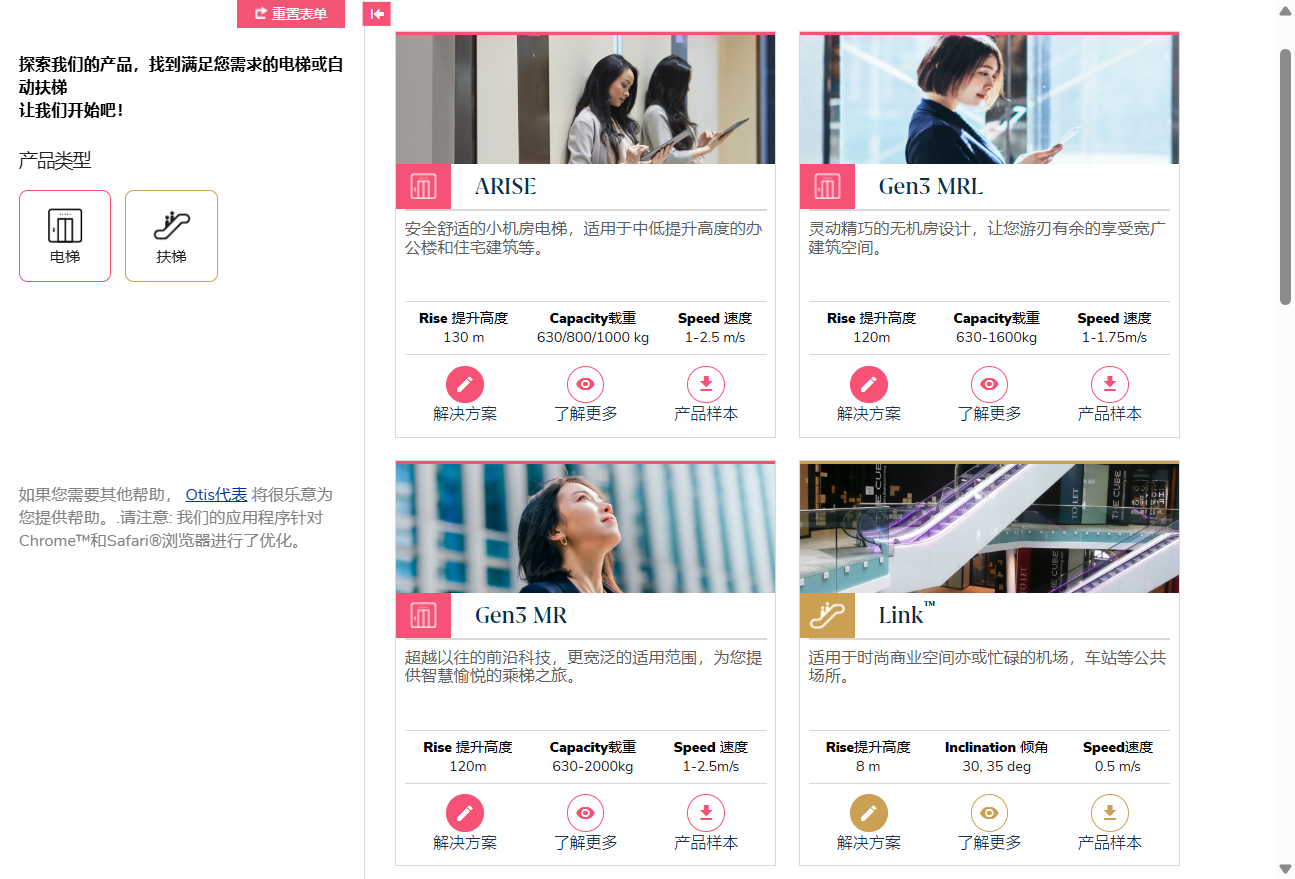 重置表单
探索我们的产品，找到满足您需求的电梯或自
动扶梯
让我们开始吧！
产品类型
电梯
扶梯
如果您需要其他帮助， Otis代表 将很乐意为
您提供帮助。.请注意: 我们的应用程序针对
Chrome™和Safari®浏览器进行了优化。
ARISE
安全舒适的小机房电梯，适用于中低提升高度的办
公楼和住宅建筑等。
Rise 提升高度 Capacity载重 Speed 速度
130 m 630/800/1000 kg 1-2.5 m/s
解决方案 了解更多 产品样本
Gen3 MRL
灵动精巧的无机房设计，让您游刃有余的享受宽广
建筑空间。
Rise 提升高度 Capacity载重 Speed 速度
120m 630-1600kg 1-1.75m/s
解决方案 了解更多 产品样本
Gen3 MR
超越以往的前沿科技，更宽泛的适用范围，为您提
供智慧愉悦的乘梯之旅。
Rise 提升高度 Capacity载重 Speed 速度
120m 630-2000kg 1-2.5m/s
解决方案 了解更多 产品样本
THE CUBE
TOILET
THE CUBE
THE CUBE
Link™
适用于时尚商业空间亦或忙碌的机场，车站等公共
场所。
Rise提升高度 Inclination 倾角 Speed速度
8 m 30, 35 deg 0.5 m/s
解决方案 了解更多 产品样本